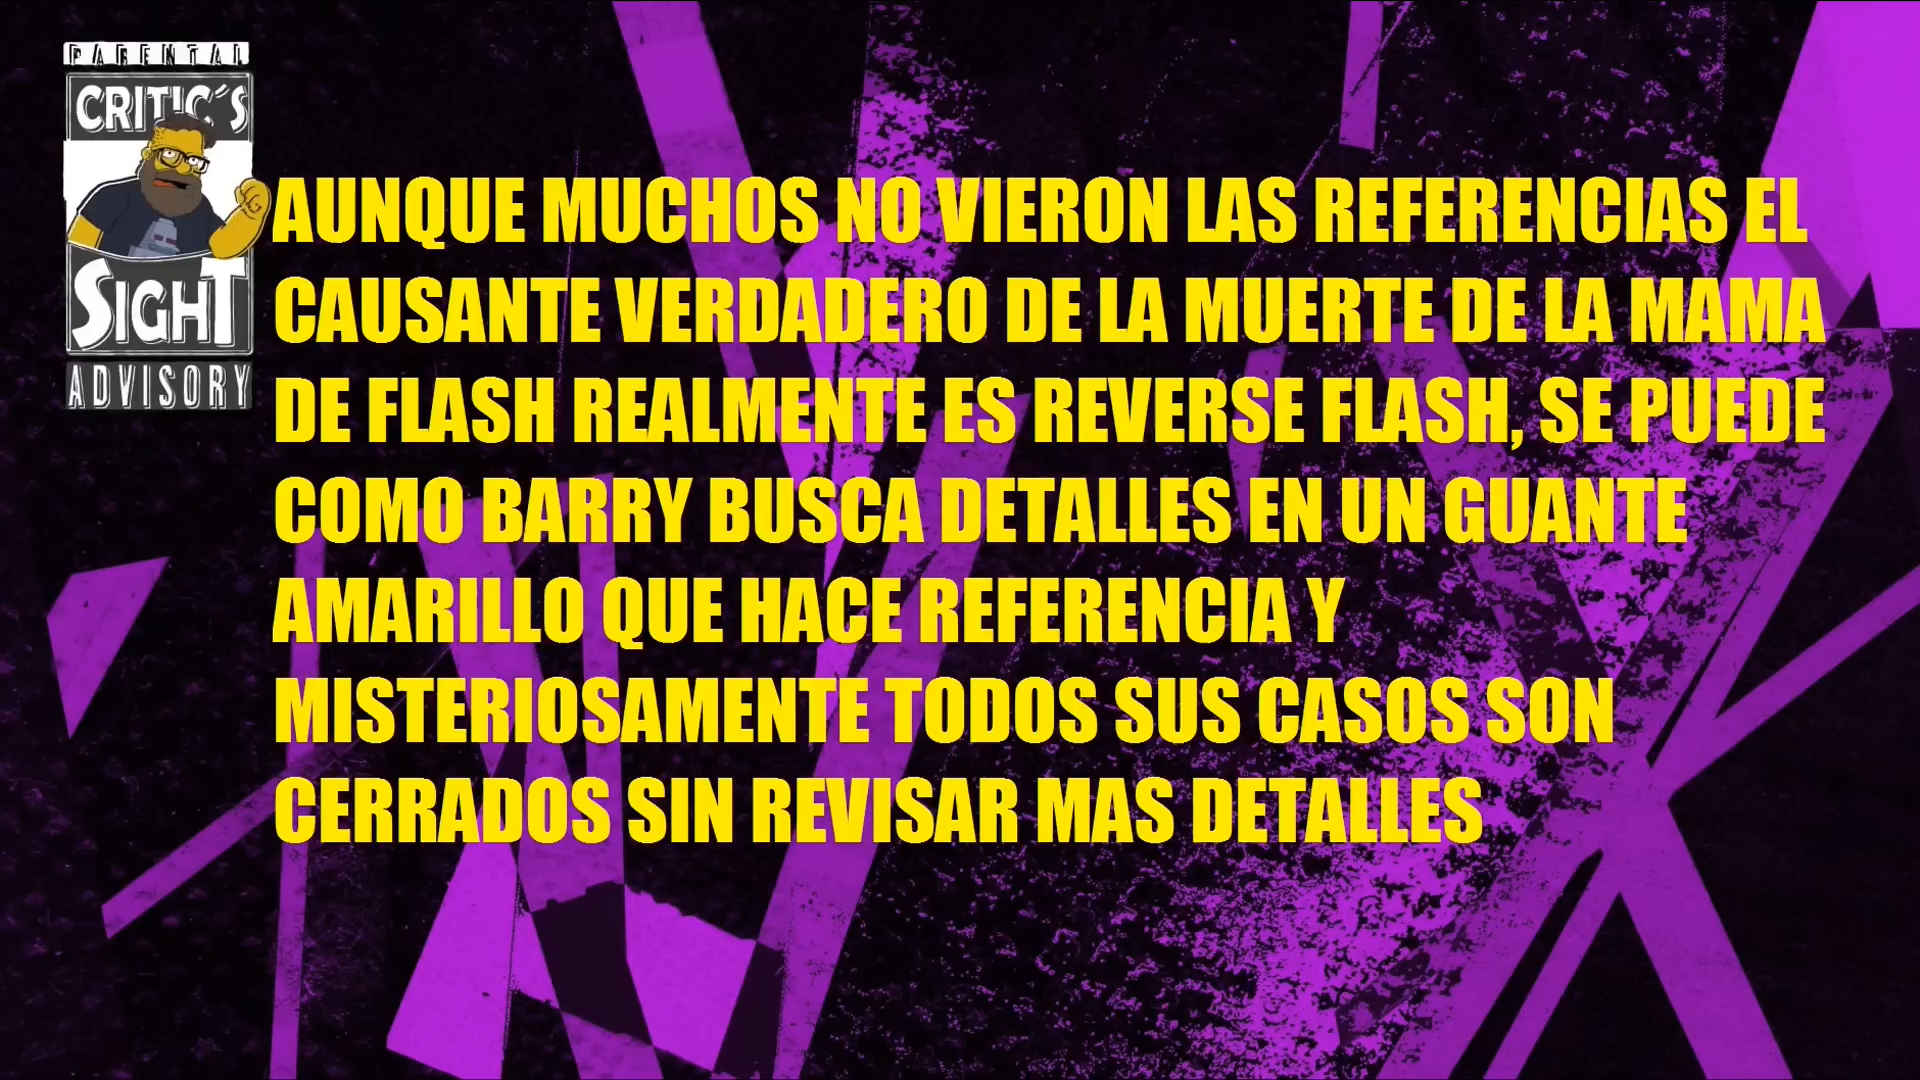 PARENTAL
CRITIC´S
SIGHT
ADVISORY
AUNQUE MUCHOS NO VIERON LAS REFERENCIAS EL
CAUSANTE VERDADERO DE LA MUERTE DE LA MAMA
DE FLASH REALMENTE ES REVERSE FLASH, SE PUEDE
COMO BARRY BUSCA DETALLES EN UN GUANTE
AMARILLO QUE HACE REFERENCIA Y
MISTERIOSAMENTE TODOS SUS CASOS SON
CERRADOS SIN REVISAR MAS DETALLES